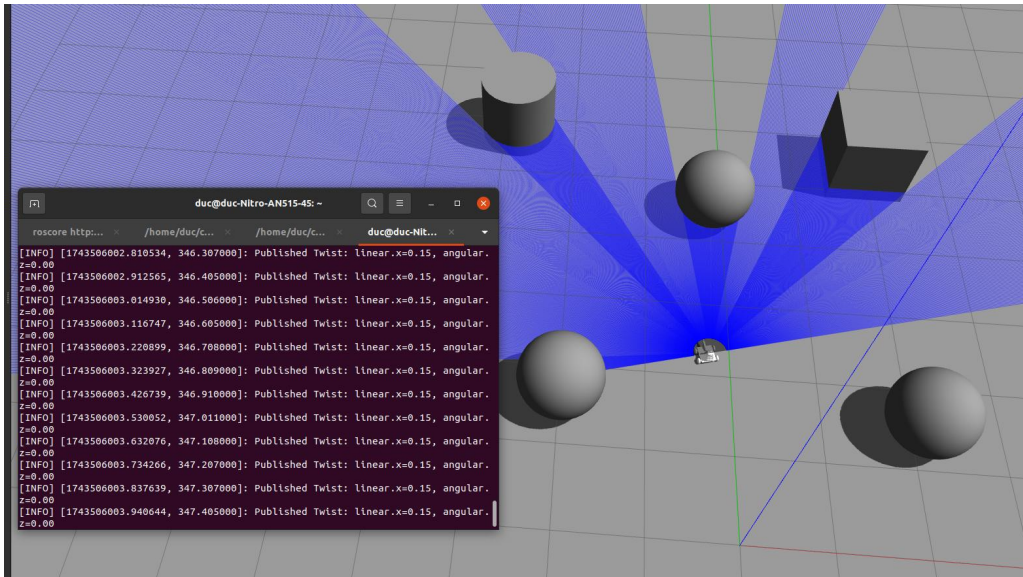 duc@duc-Nitro-AN515-45: ~
roscore http:... × /home/duc/c... × /home/duc/c... × duc@duc-Nit... ×
[INFO] [1743506002.810534, 346.307000]: Published Twist: linear.x=0.15, angular.
z=0.00
[INFO] [1743506002.912565, 346.405000]: Published Twist: linear.x=0.15, angular.
z=0.00
[INFO] [1743506003.014930, 346.506000]: Published Twist: linear.x=0.15, angular.
z=0.00
[INFO] [1743506003.116747, 346.605000]: Published Twist: linear.x=0.15, angular.
z=0.00
[INFO] [1743506003.220899, 346.708000]: Published Twist: linear.x=0.15, angular.
z=0.00
[INFO] [1743506003.323927, 346.809000]: Published Twist: linear.x=0.15, angular.
z=0.00
[INFO] [1743506003.426739, 346.910000]: Published Twist: linear.x=0.15, angular.
z=0.00
[INFO] [1743506003.530052, 347.011000]: Published Twist: linear.x=0.15, angular.
z=0.00
[INFO] [1743506003.632076, 347.108000]: Published Twist: linear.x=0.15, angular.
z=0.00
[INFO] [1743506003.734266, 347.207000]: Published Twist: linear.x=0.15, angular.
z=0.00
[INFO] [1743506003.837639, 347.307000]: Published Twist: linear.x=0.15, angular.
z=0.00
[INFO] [1743506003.940644, 347.405000]: Published Twist: linear.x=0.15, angular.
z=0.00